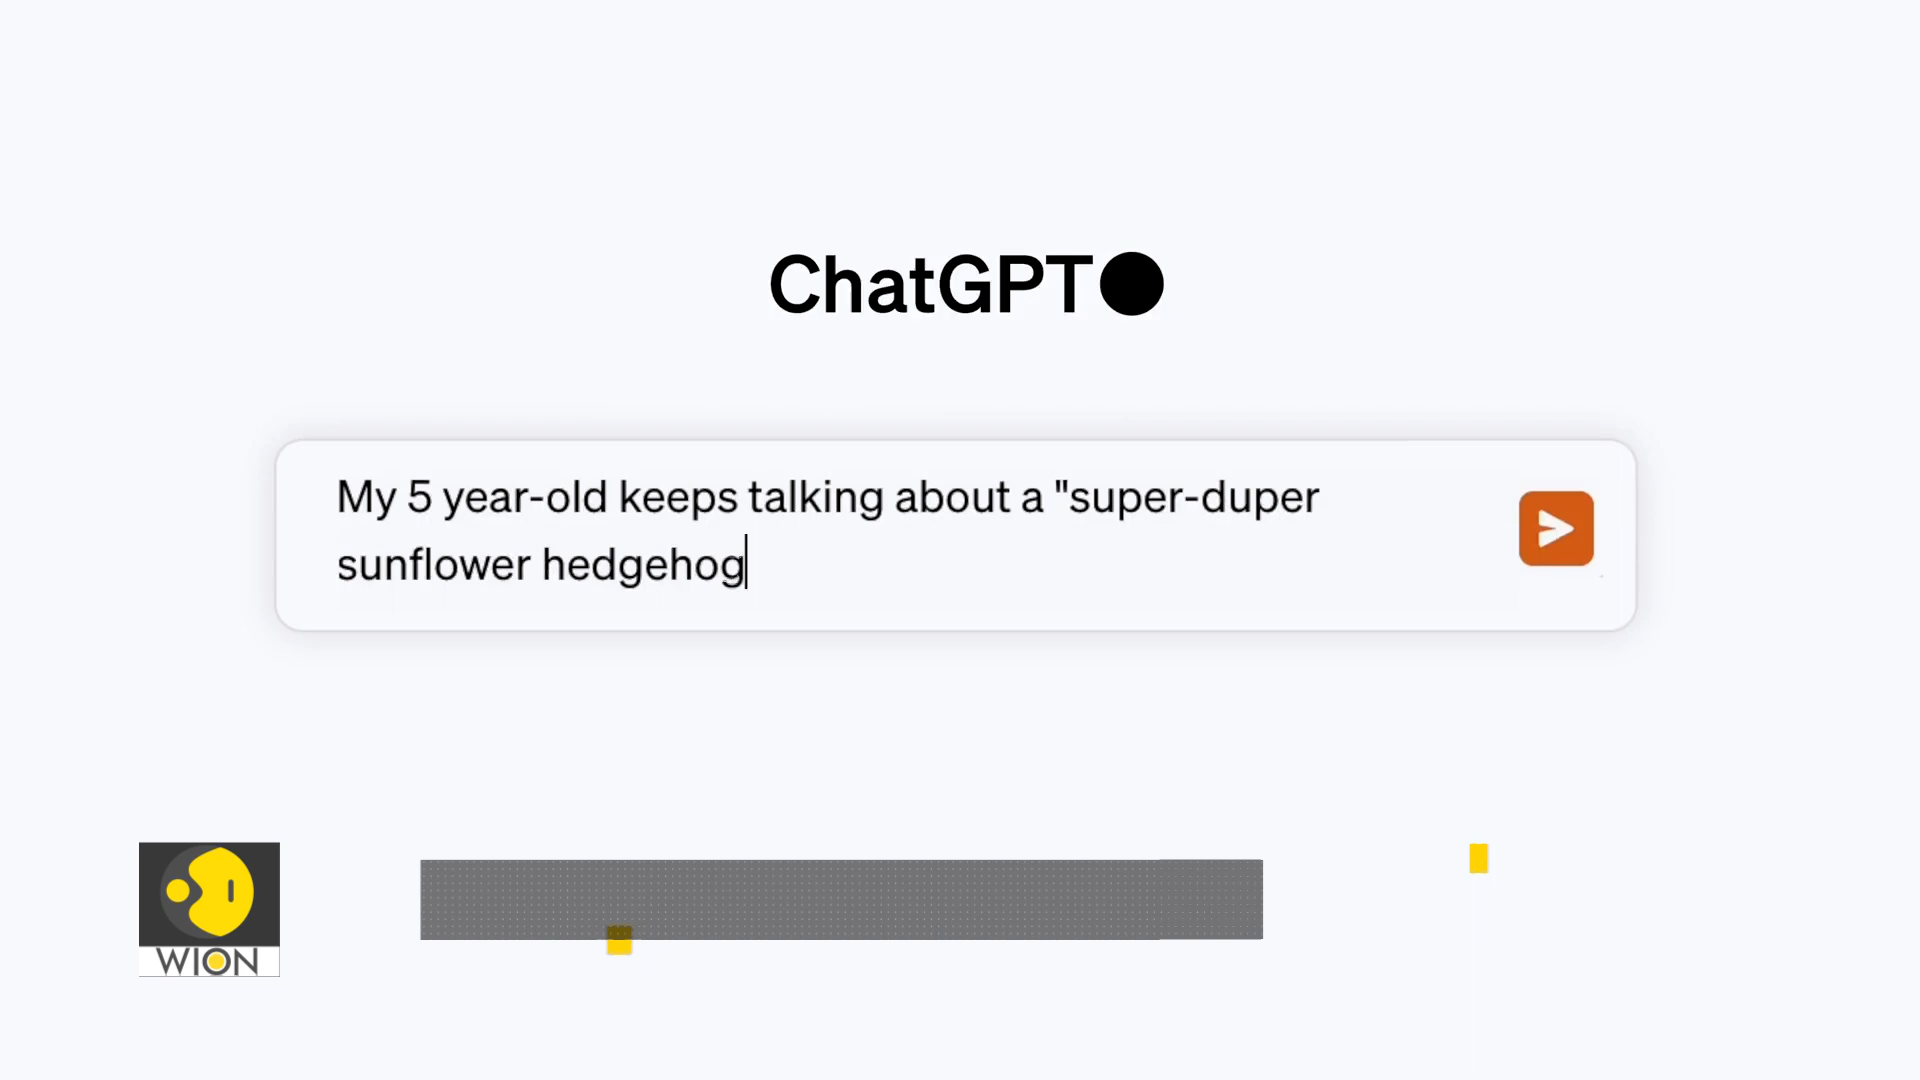 ChatGPT
My 5 year-old keeps talking about a "super-duper
sunflower hedgehog
WION